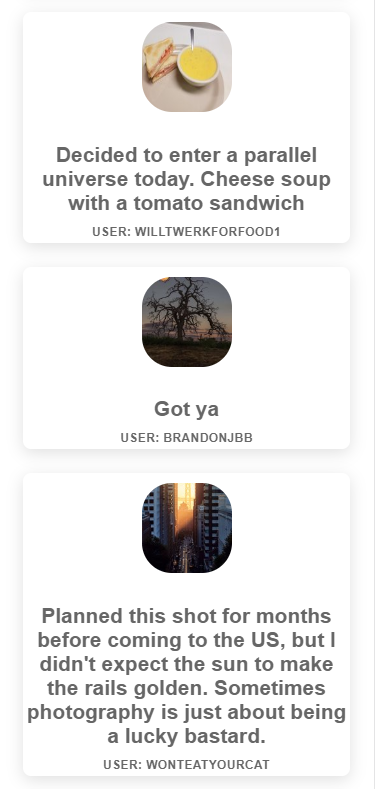 Decided to enter a parallel
universe today. Cheese soup
with a tomato sandwich
USER: WILLTWERKFORFOOD1
Got ya
USER: BRANDONJBB
Planned this shot for months
before coming to the US, but I
didn't expect the sun to make
the rails golden. Sometimes
photography is just about being
a lucky bastard.
USER: WONTEATYOURCAT